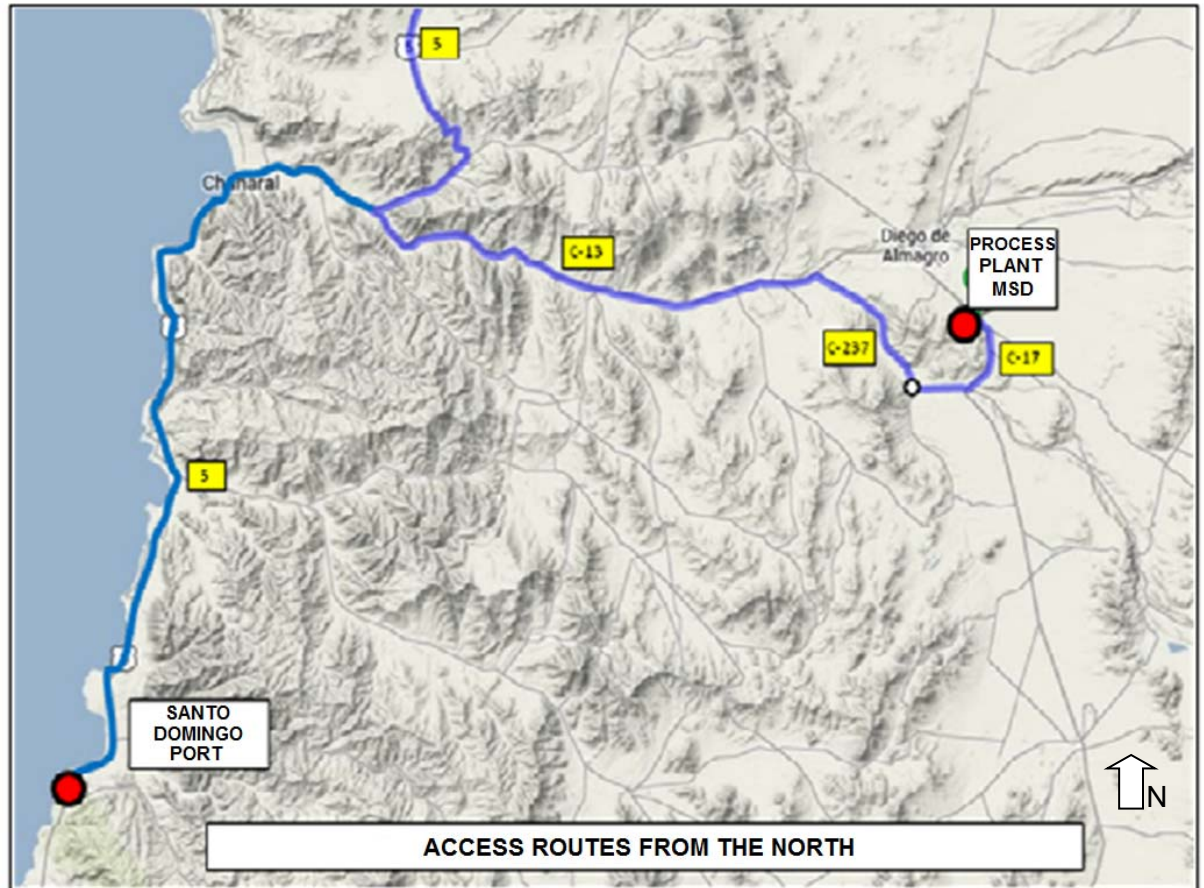 5
5
Chañaral
C-13
Diego de
Almagro
PROCESS
PLANT
MSD
C-237
C-17
5
SANTO
DOMINGO
PORT
N
ACCESS ROUTES FROM THE NORTH